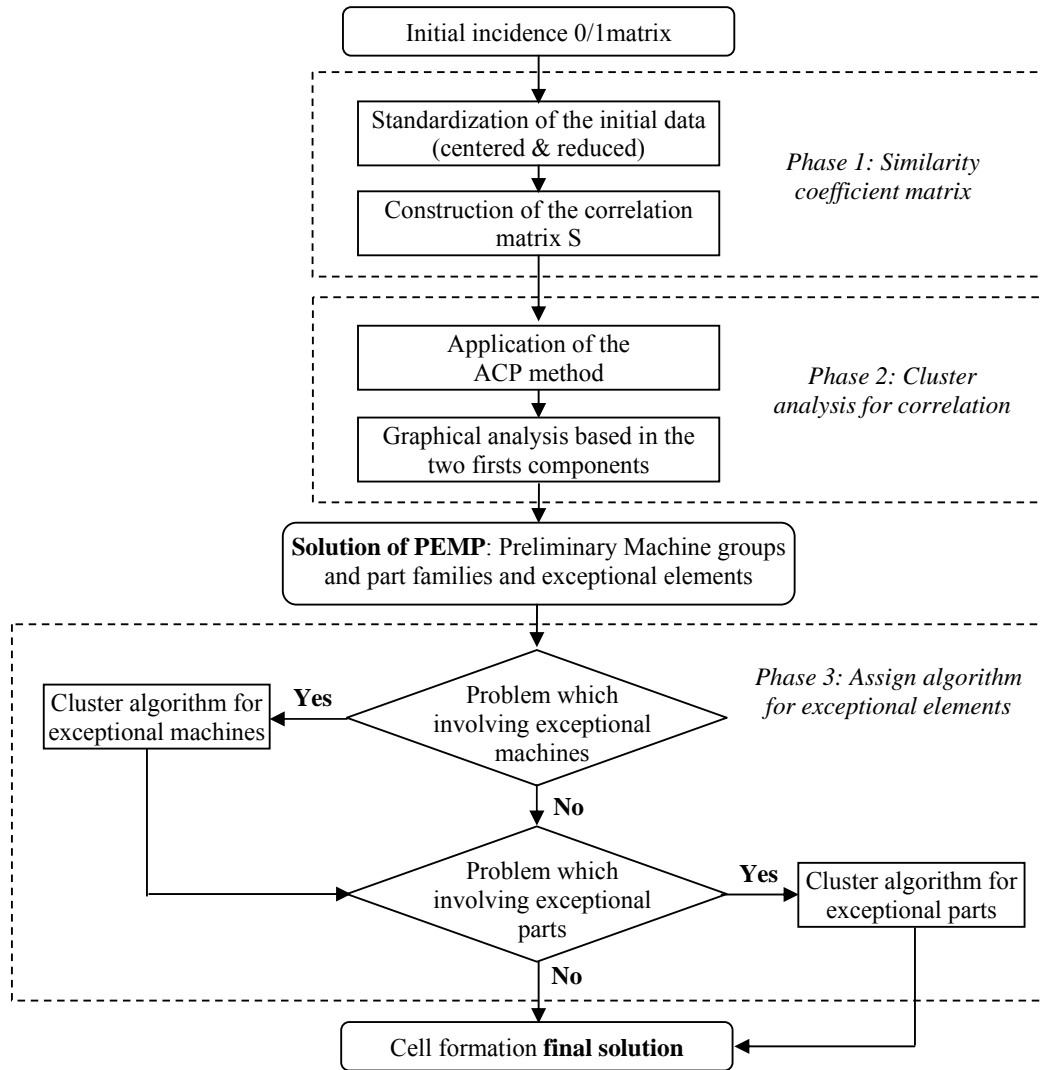 Initial incidence 0/1matrix
Standardization of the initial data
(centered & reduced)
Phase 1: Similarity
coefficient matrix
Construction of the correlation
matrix S
Application of the
ACP method
Phase 2: Cluster
analysis for correlation
Graphical analysis based in the
two firsts components
Solution of PEMP: Preliminary Machine groups
and part families and exceptional elements
Phase 3: Assign algorithm
for exceptional elements
Problem which
involving exceptional
machines
Yes
Cluster algorithm for
exceptional machines
No
Problem which
involving exceptional
parts
Yes
Cluster algorithm for
exceptional parts
No
Cell formation final solution